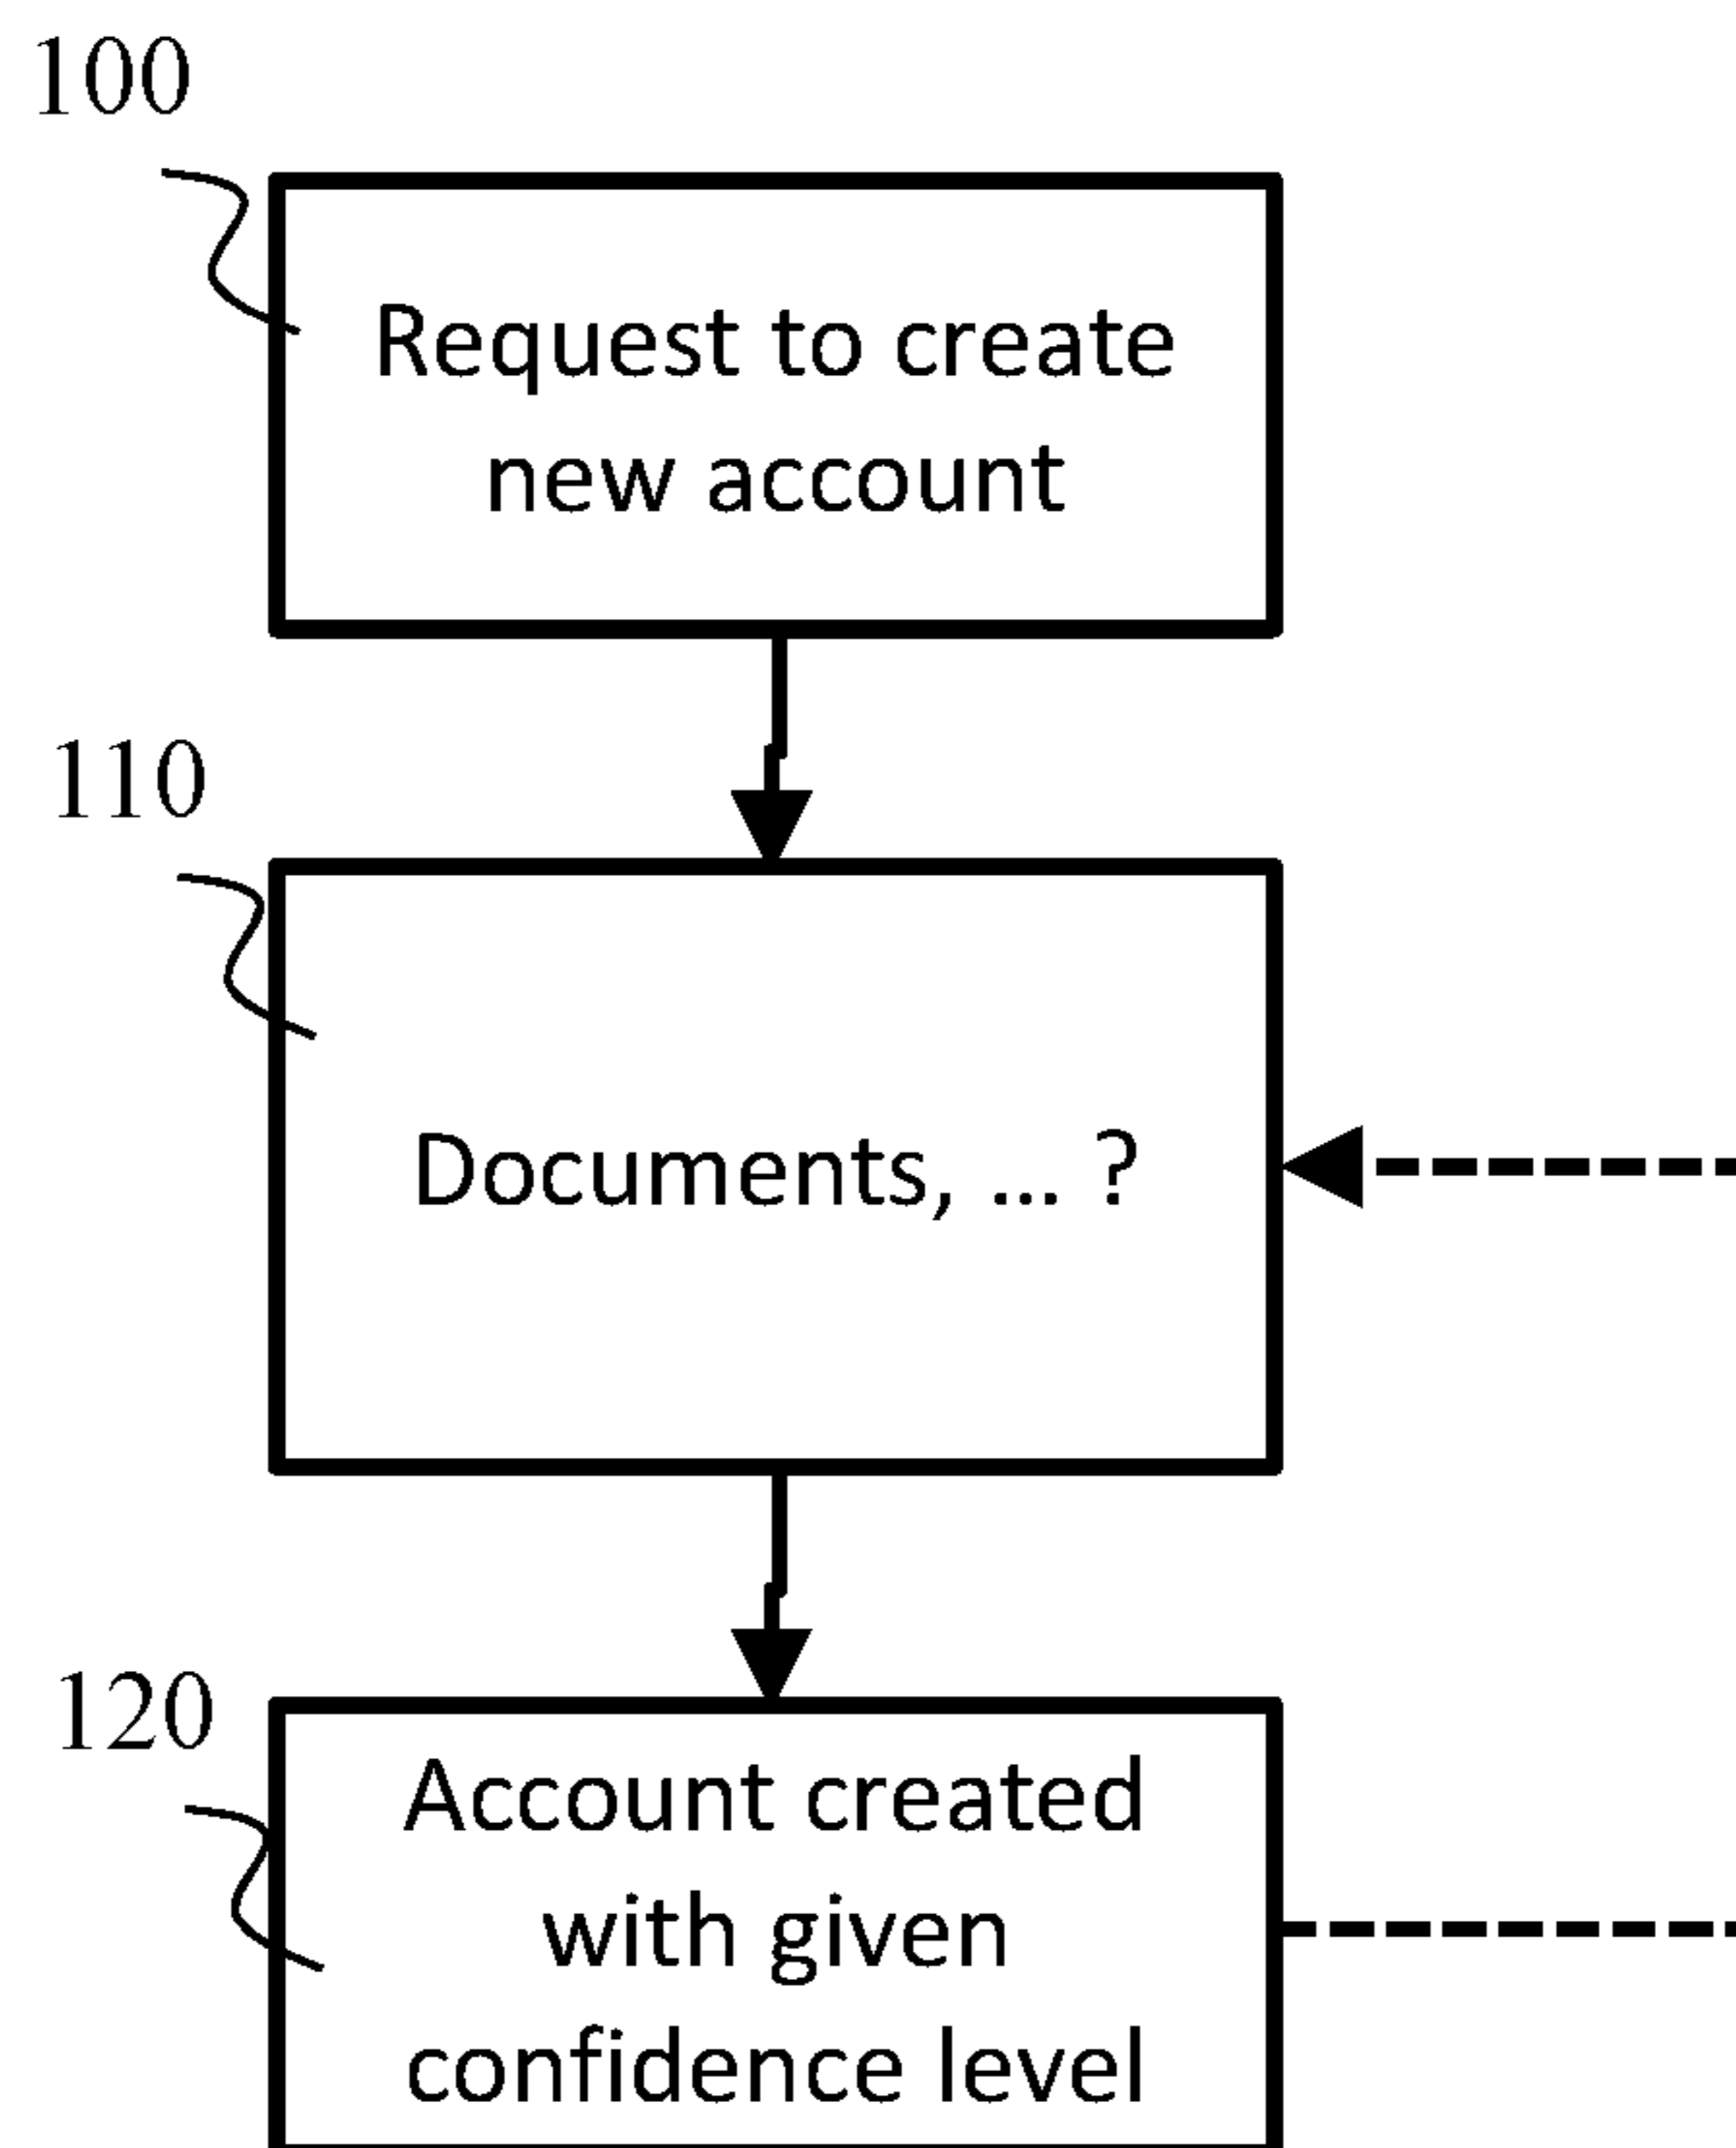 100
Request to create
new account
110
Documents, ... ?
120
Account created
with given
confidence level